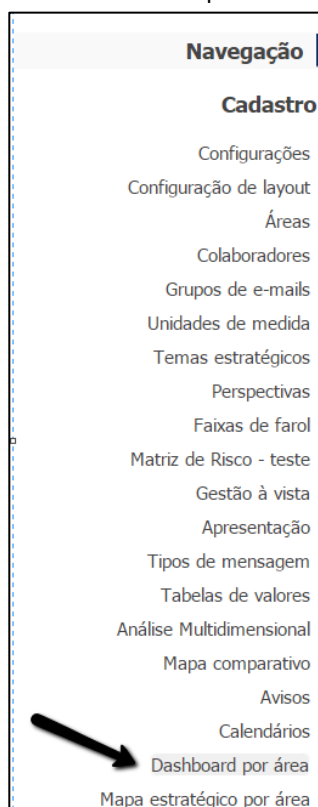 Navegação
Cadastro
Configurações
Configuração de layout
Áreas
Colaboradores
Grupos de e-mails
Unidades de medida
Temas estratégicos
Perspectivas
Faixas de farol
Matriz de Risco - teste
Gestão à vista
Apresentação
Tipos de mensagem
Tabelas de valores
Análise Multidimensional
Mapa comparativo
Avisos
Calendários
Dashboard por área
Mapa estratégico por área